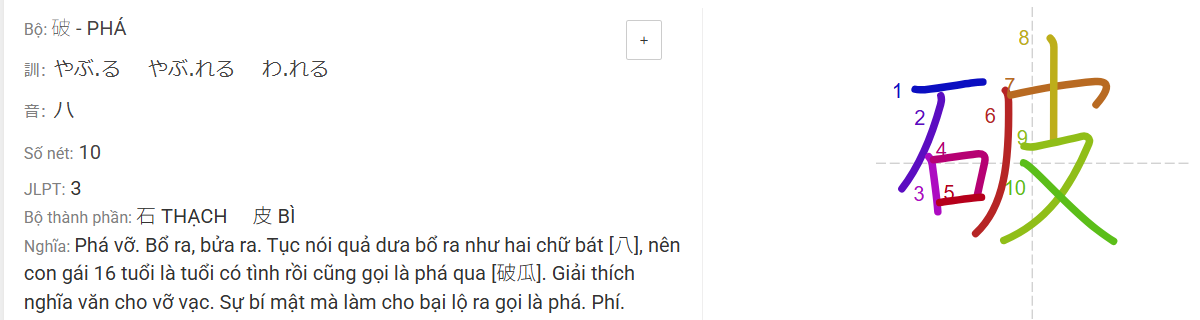 Bộ: 破 - PHÁ
+
訓: やぶ.る やぶ.れる わ.れる
音: ハ
Số nét: 10
JLPT: 3
Bộ thành phần: 石 THẠCH 皮 BÌ
Nghĩa: Phá vỡ. Bổ ra, bửa ra. Tục nói quả dưa bổ ra như hai chữ bát [八], nên
con gái 16 tuổi là tuổi có tình rồi cũng gọi là phá qua [破瓜]. Giải thích
nghĩa văn cho vỡ vạc. Sự bí mật mà làm cho bại lộ ra gọi là phá. Phí.
破
1
2
3
4
5
6
7
8
9
10